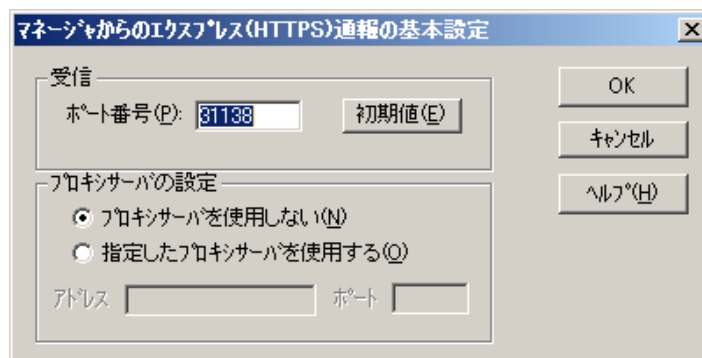 マネージャからのエクスプレス(HTTPS)通報の基本設定
受信
ポート番号(P): 31138 初期値(E)
OK
キャンセル
ヘルプ(H)
プロキシサーバの設定
プロキシサーバを使用しない(N)
指定したプロキシサーバを使用する(O)
アドレス ポート